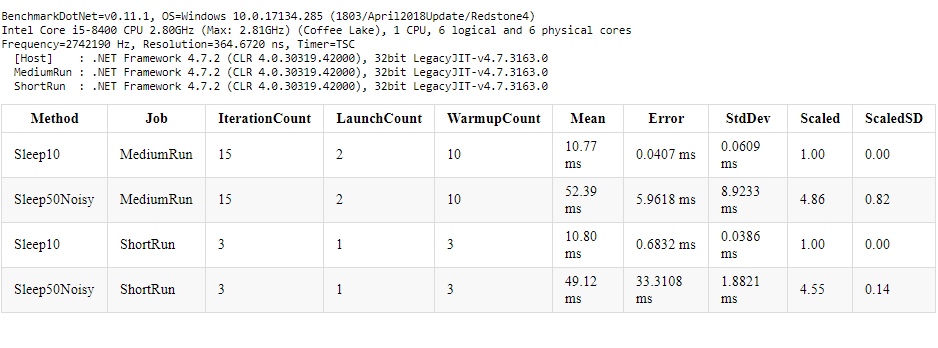 BenchmarkDotNet=v0.11.1, OS=Windows 10.0.17134.285 (1803/April2018Update/Redstone4)
Intel Core i5-8400 CPU 2.80GHz (Max: 2.81GHz) (Coffee Lake), 1 CPU, 6 logical and 6 physical cores
Frequency=2742190 Hz, Resolution=364.6720 ns, Timer=TSC
[Host]    : .NET Framework 4.7.2 (CLR 4.0.30319.42000), 32bit LegacyJIT-v4.7.3163.0
MediumRun : .NET Framework 4.7.2 (CLR 4.0.30319.42000), 32bit LegacyJIT-v4.7.3163.0
ShortRun  : .NET Framework 4.7.2 (CLR 4.0.30319.42000), 32bit LegacyJIT-v4.7.3163.0
Method Job IterationCount LaunchCount WarmupCount Mean Error StdDev Scaled ScaledSD
Sleep10 MediumRun 15 2 10 10.77 ms 0.0407 ms 0.0609 ms 1.00 0.00
Sleep50Noisy MediumRun 15 2 10 52.39 ms 5.9618 ms 8.9233 ms 4.86 0.82
Sleep10 ShortRun 3 1 3 10.80 ms 0.6832 ms 0.0386 ms 1.00 0.00
Sleep50Noisy ShortRun 3 1 3 49.12 ms 33.3108 ms 1.8821 ms 4.55 0.14